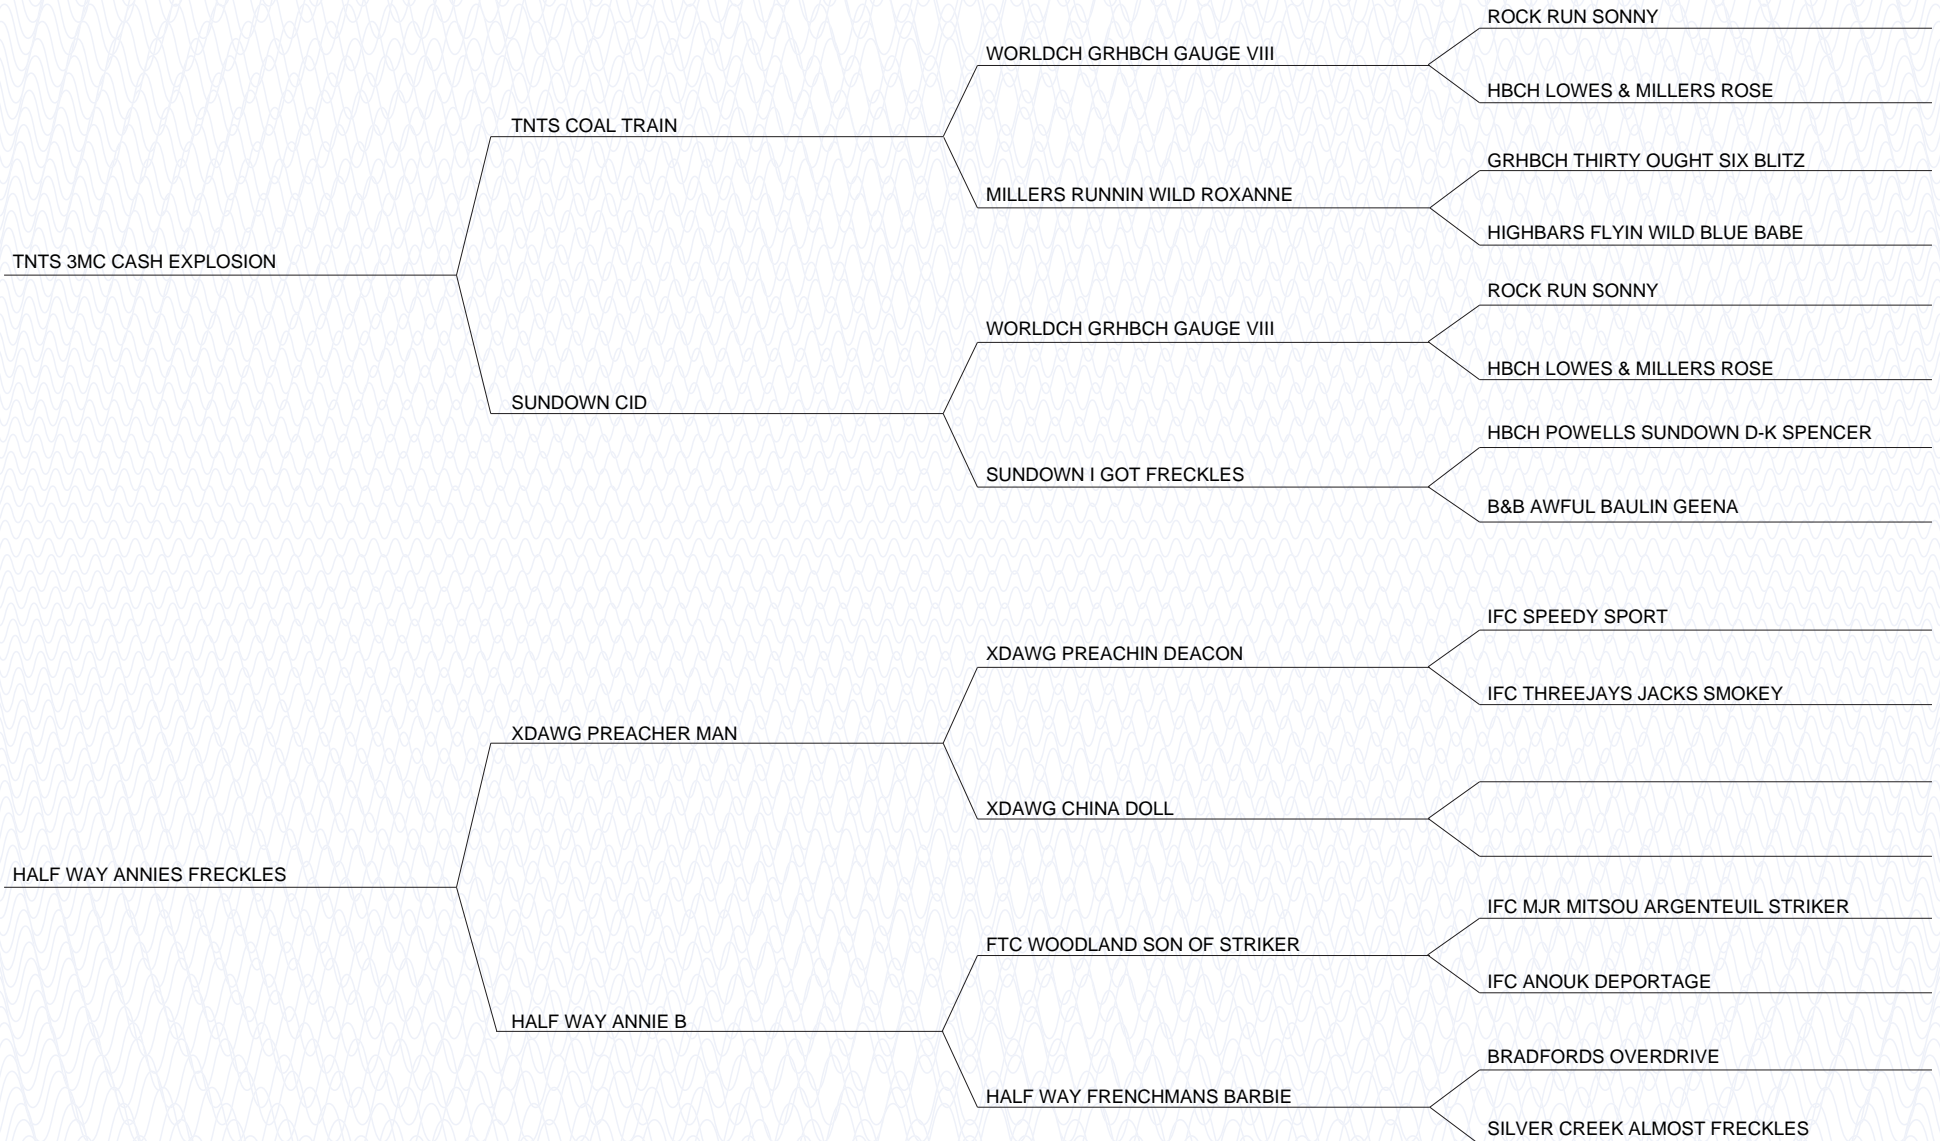 ROCK RUN SONNY
WORLDCH GRHBCH GAUGE VIII
HBCH LOWES & MILLERS ROSE
TNTS COAL TRAIN
GRHBCH THIRTY OUGHT SIX BLITZ
MILLERS RUNNIN WILD ROXANNE
HIGHBARS FLYIN WILD BLUE BABE
TNTS 3MC CASH EXPLOSION
ROCK RUN SONNY
WORLDCH GRHBCH GAUGE VIII
HBCH LOWES & MILLERS ROSE
SUNDOWN CID
HBCH POWELLS SUNDOWN D-K SPENCER
SUNDOWN I GOT FRECKLES
B&B AWFUL BAULIN GEENA
IFC SPEEDY SPORT
XDAWG PREACHIN DEACON
IFC THREEJAYS JACKS SMOKEY
XDAWG PREACHER MAN
XDAWG CHINA DOLL
HALF WAY ANNIES FRECKLES
IFC MJR MITSOU ARGENTEUIL STRIKER
FTC WOODLAND SON OF STRIKER
IFC ANOUK DEPORTAGE
HALF WAY ANNIE B
BRADFORDS OVERDRIVE
HALF WAY FRENCHMANS BARBIE
SILVER CREEK ALMOST FRECKLES